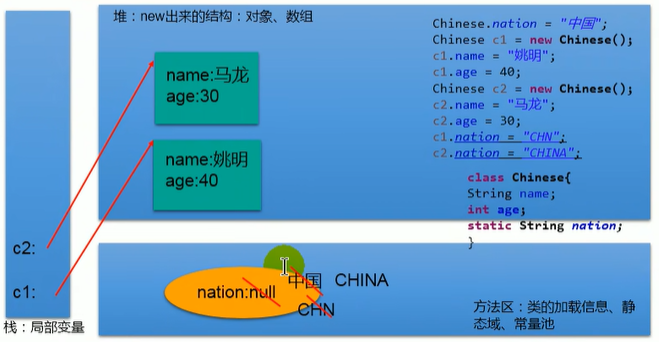 堆：new出来的结构：对象、数组
name:马龙
age:30
name:姚明
age:40
c2:
c1:
栈：局部变量
Chinese.nation = "中国";
Chinese c1 = new Chinese();
c1.name = "姚明";
c1.age = 40;
Chinese c2 = new Chinese();
c2.name = "马龙";
c2.age = 30;
c1.nation = "CHN";
c2.nation = "CHINA";
class Chinese{
String name;
int age;
static String nation;
}
nation:null
中国
CHINA
CHN
方法区：类的加载信息、静
态域、常量池